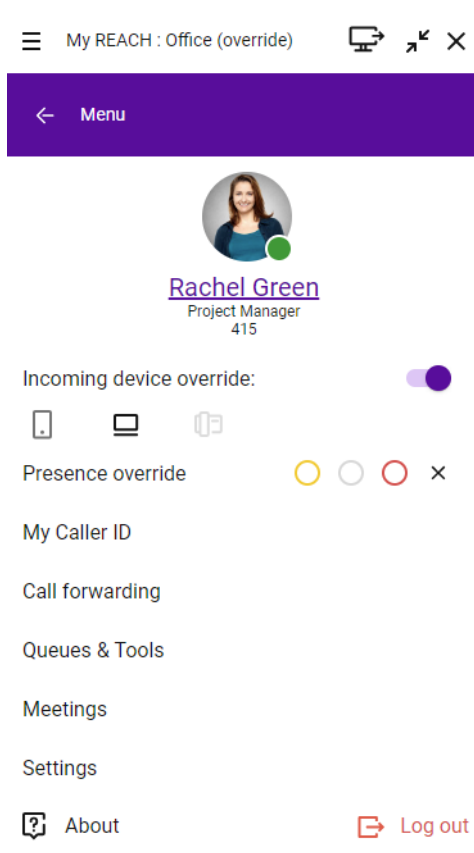 My REACH : Office (override)
Menu
Rachel Green
Project Manager
415
Incoming device override:
Presence override
My Caller ID
Call forwarding
Queues & Tools
Meetings
Settings
About
Log out